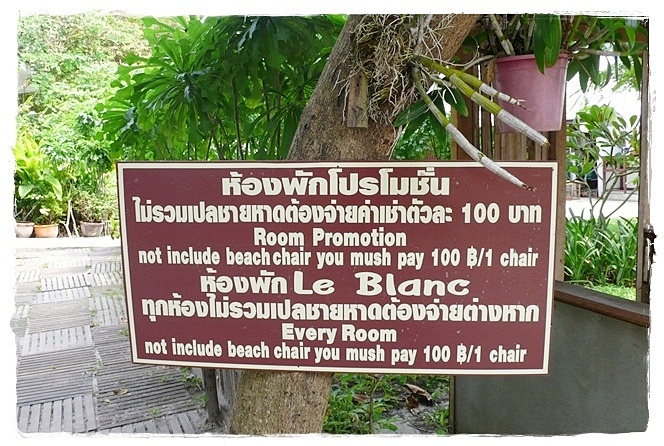 ห้องพักโปรโมชั่น
ไม่รวมเปลชายหาดต้องจ่ายค่าเช่าตัวละ 100 บาท
Room Promotion
not include beach chair you mush pay 100 ฿/1 chair
ห้องพัก Le Blanc
ทุกห้องไม่รวมเปลชายหาดต้องจ่ายต่างหาก
Every Room
not include beach chair you mush pay 100 ฿/1 chair